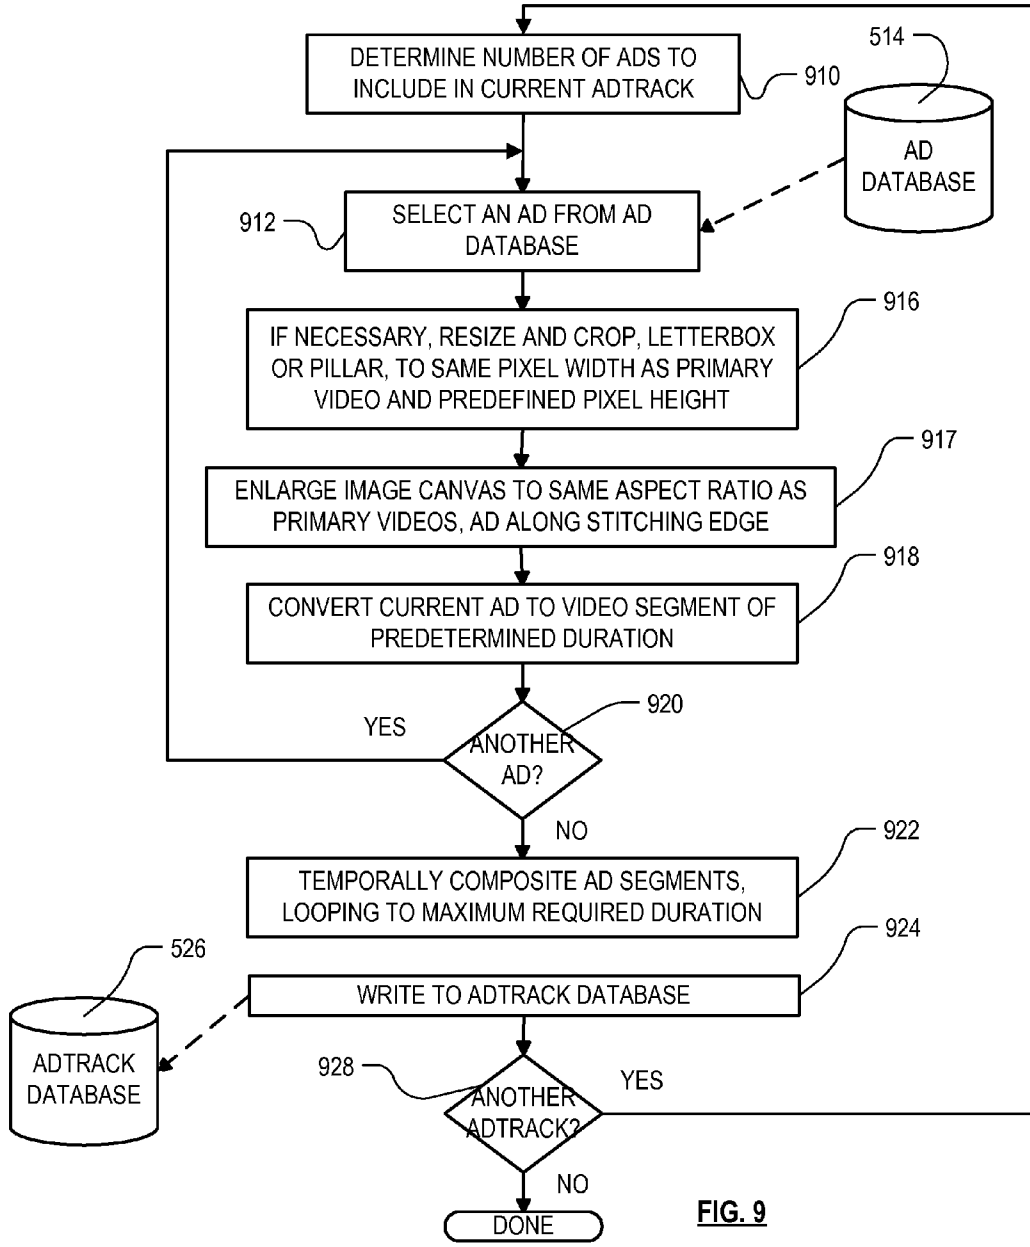 DETERMINE NUMBER OF ADS TO
INCLUDE IN CURRENT ADTRACK
910
514
AD
DATABASE
912
SELECT AN AD FROM AD
DATABASE
916
IF NECESSARY, RESIZE AND CROP, LETTERBOX
OR PILLAR, TO SAME PIXEL WIDTH AS PRIMARY
VIDEO AND PREDEFINED PIXEL HEIGHT
917
ENLARGE IMAGE CANVAS TO SAME ASPECT RATIO AS
PRIMARY VIDEOS, AD ALONG STITCHING EDGE
918
CONVERT CURRENT AD TO VIDEO SEGMENT OF
PREDETERMINED DURATION
920
YES
ANOTHER
AD?
NO
922
TEMPORALLY COMPOSITE AD SEGMENTS,
LOOPING TO MAXIMUM REQUIRED DURATION
924
526
WRITE TO ADTRACK DATABASE
ADTRACK
DATABASE
928
YES
ANOTHER
ADTRACK?
NO
DONE
FIG. 9